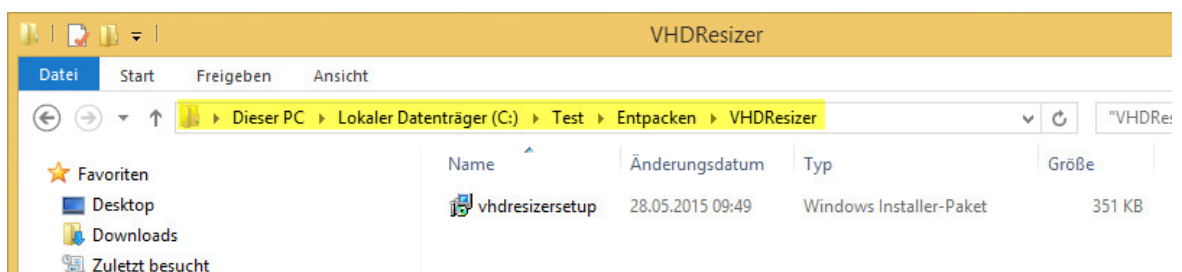 VHDResizer
Datei Start Freigeben Ansicht
Dieser PC Lokaler Datenträger (C:) Test Entpacken VHDResizer "VHDRes
Favoriten Name Änderungsdatum Typ Größe
Desktop vhdresizersetup 28.05.2015 09:49 Windows Installer-Paket 351 KB
Downloads
Zuletzt besucht